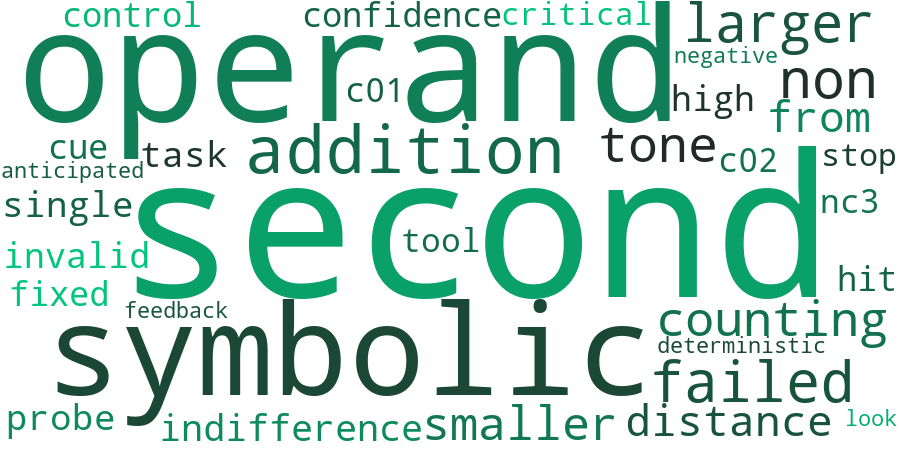 control
confidence
critical
larger
operand
negative
c01
high
non
from
cue
task
addition
tone
c02
stop
anticipated
single
second
nc3
tool
invalid
hit
fixed
feedback
symbolic
counting
deterministic
failed
probe
indifference
smaller
distance
look